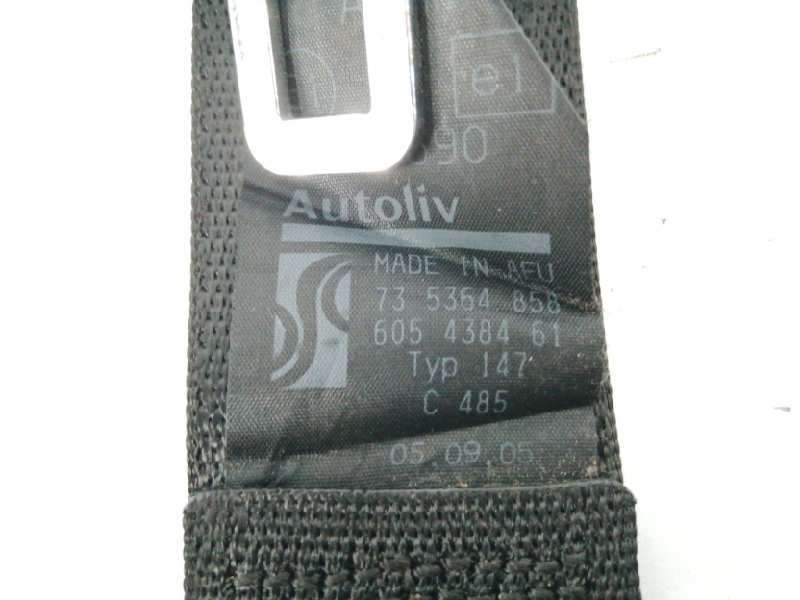 A
e1
90
Autoliv
MADE IN AEU
73 5364 858
605 4384 61
Typ 147
C 485
05.09.05